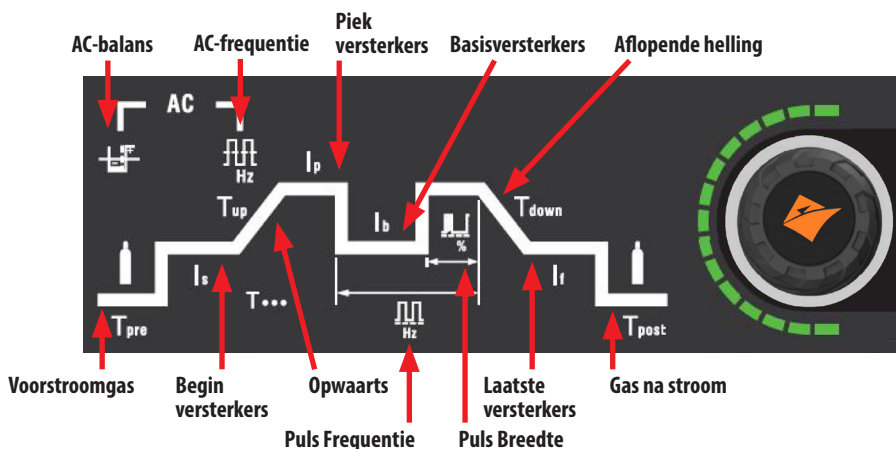 Piek
versterkers
AC-balans
AC-frequentie
Basisversterkers
Aflopende helling
AC
Hz
Ip
Tup
Ib
Tdown
%
Is
T•••
If
Hz
Tpre
Tpost
Voorstroomgas
Begin
versterkers
Opwaarts
Laatste
versterkers
Gas na stroom
Puls Frequentie
Puls Breedte